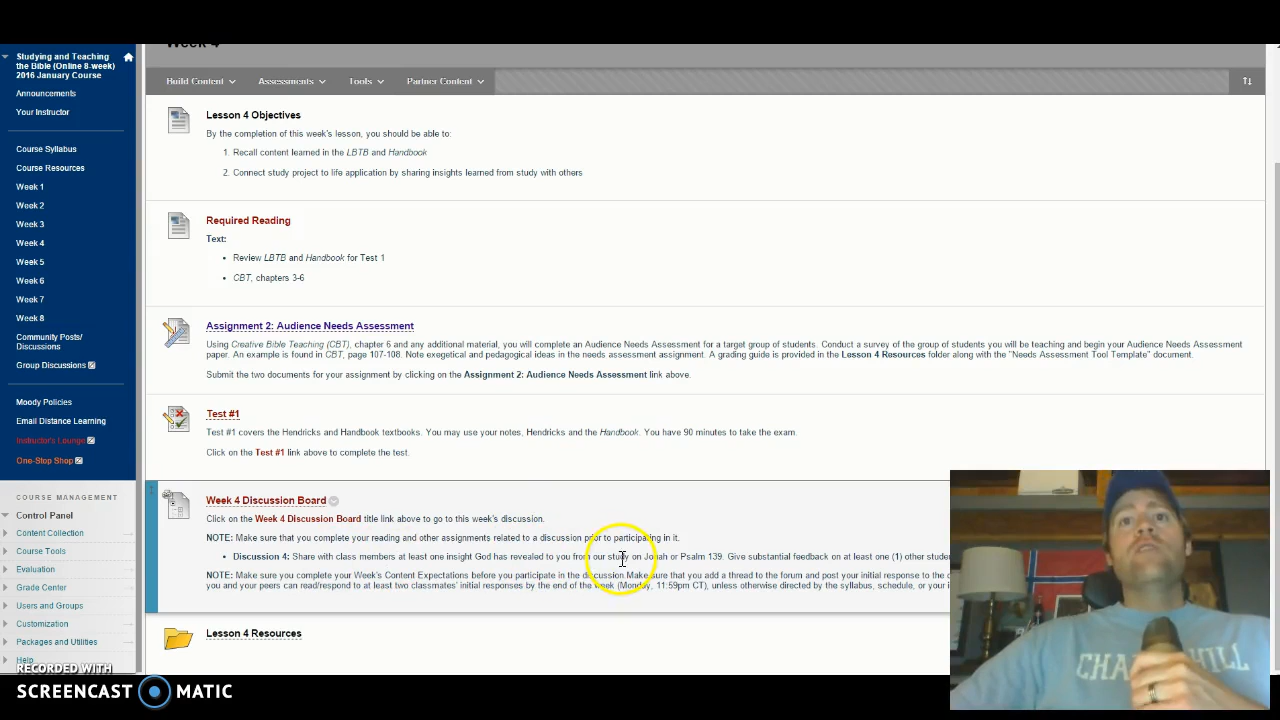 Studying and Teaching
the Bible (Online 8-week)
2016 January Course
Announcements
Your Instructor
Course Syllabus
Course Resources
Week 1
Week 2
Week 3
Week 4
Week 5
Week 6
Week 7
Week 8
Community Posts/
Discussions
Group Discussions
Moody Policies
Email Distance Learning
Instructor's Lounge
One-Stop Shop
COURSE MANAGEMENT
Control Panel
Content Collection
Course Tools
Evaluation
Grade Center
Users and Groups
Customization
Packages and Utilities
Help
RECORDED WITH
SCREENCAST MATIC
Week 4
Build Content
Assessments
Tools
Partner Content
Lesson 4 Objectives
By the completion of this week's lesson, you should be able to:
1. Recall content learned in the LBTB and Handbook
2. Connect study project to life application by sharing insights learned from study with others
Required Reading
Text:
• Review LBTB and Handbook for Test 1
• CBT, chapters 3-6
Assignment 2: Audience Needs Assessment
Using Creative Bible Teaching (CBT), chapter 6 and any additional material, you will complete an Audience Needs Assessment for a target group of students. Conduct a survey of the group of students you will be teaching and begin your Audience Needs Assessment
paper. An example is found in CBT, page 107-108. Note exegetical and pedagogical ideas in the needs assessment assignment. A grading guide is provided in the Lesson 4 Resources folder along with the "Needs Assessment Tool Template" document.
Submit the two documents for your assignment by clicking on the Assignment 2: Audience Needs Assessment link above.
Test #1
Test #1 covers the Hendricks and Handbook textbooks. You may use your notes, Hendricks and the Handbook. You have 90 minutes to take the exam.
Click on the Test #1 link above to complete the test.
Week 4 Discussion Board
Click on the Week 4 Discussion Board title link above to go to this week's discussion.
NOTE: Make sure that you complete your reading and other assignments related to a discussion prior to participating in it.
• Discussion 4: Share with class members at least one insight God has revealed to you from our study on Jonah or Psalm 139. Give substantial feedback on at least one (1) other studen
NOTE: Make sure you complete your Week's Content Expectations before you participate in the discussion Make sure that you add a thread to the forum and post your initial response to the
you and your peers can read/respond to at least two classmates' initial responses by the end of the week (Monday, 11:59pm CT), unless otherwise directed by the syllabus, schedule, or your
Lesson 4 Resources